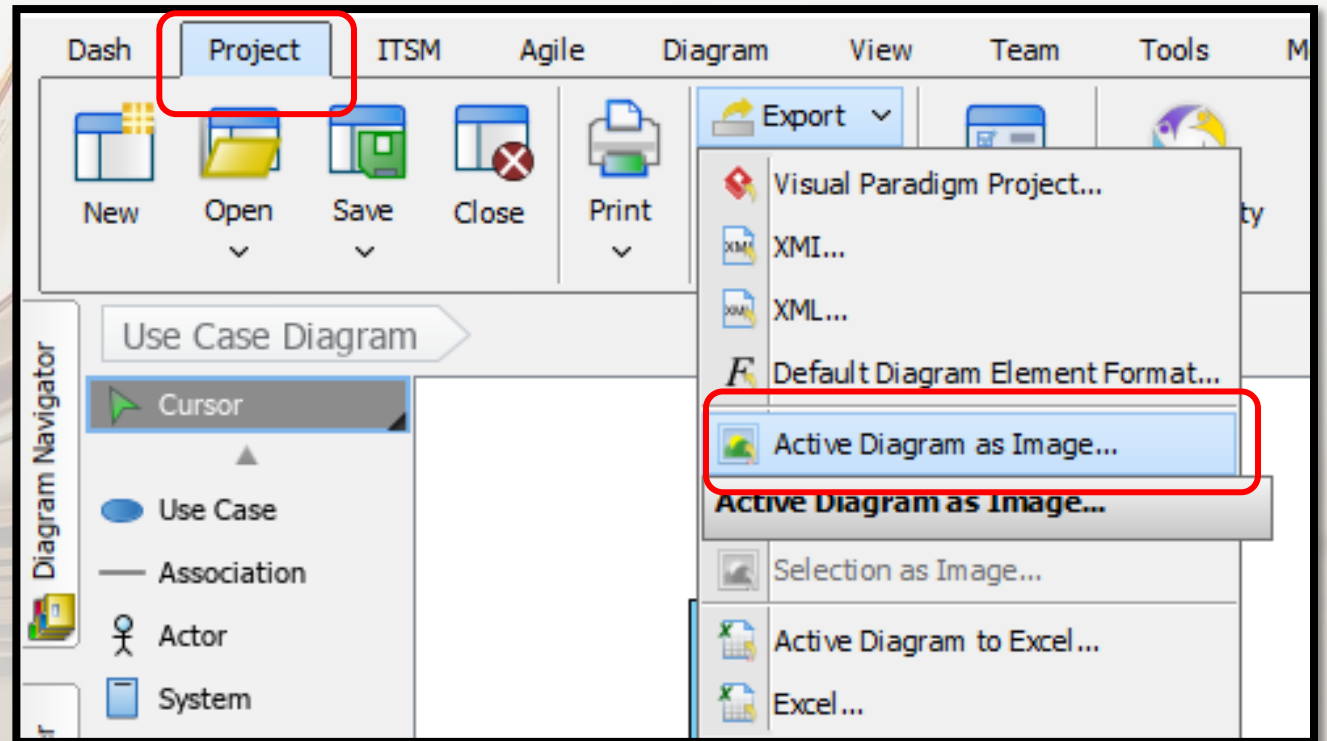 Dash Project ITSM Agile Diagram View Team Tools
New Open Save Close Print Export
Visual Paradigm Project...
XMI...
XML...
Default Diagram Element Format...
Active Diagram as Image...
Active Diagram as Image...
Selection as Image...
Active Diagram to Excel...
Excel...
Use Case Diagram
Diagram Navigator
Cursor
Use Case
Association
Actor
System